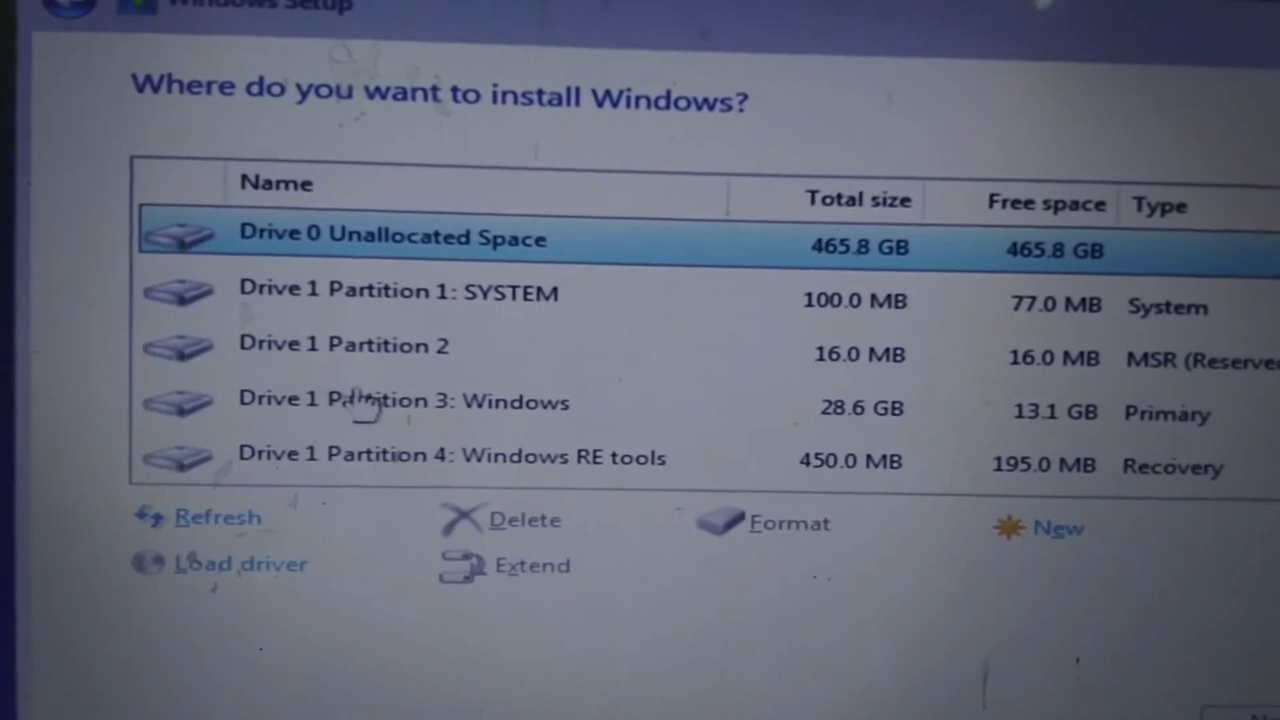 Windows Setup
Where do you want to install Windows?
Name Total size Free space Type
Drive 0 Unallocated Space 465.8 GB 465.8 GB
Drive 1 Partition 1: SYSTEM 100.0 MB 77.0 MB System
Drive 1 Partition 2 16.0 MB 16.0 MB MSR (Reserve
Drive 1 Partition 3: Windows 28.6 GB 13.1 GB Primary
Drive 1 Partition 4: Windows RE tools 450.0 MB 195.0 MB Recovery
Refresh Delete Format New
Load driver Extend